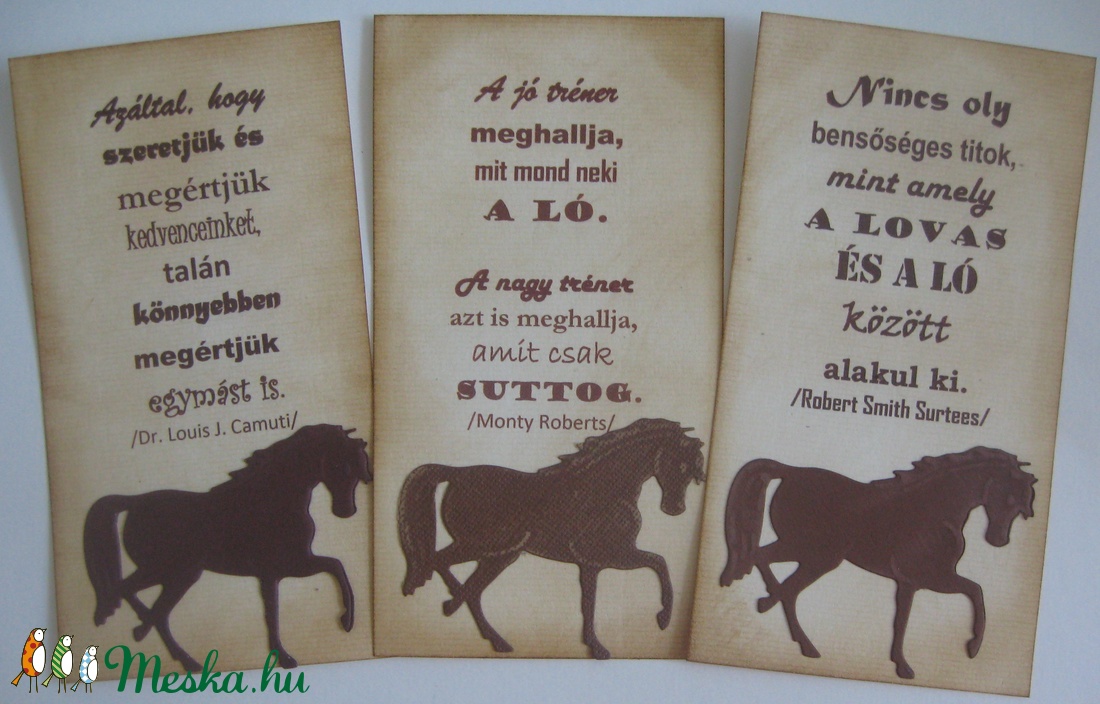 Azáltal, hogy
szeretjük és
megértjük
kedvenceinket,
talán
könnyebben
megértjük
egymást is.
/Dr. Louis J. Camuti/
A jó tréner
meghallja,
mit mond neki
A LÓ.
A nagy tréner
azt is meghallja,
amit csak
SUTTOG.
/Monty Roberts/
Nincs oly
bensőséges titok,
mint amely
A LOVAS
ÉS A LÓ
között
alakul ki.
/Robert Smith Surtees/
Meska.hu